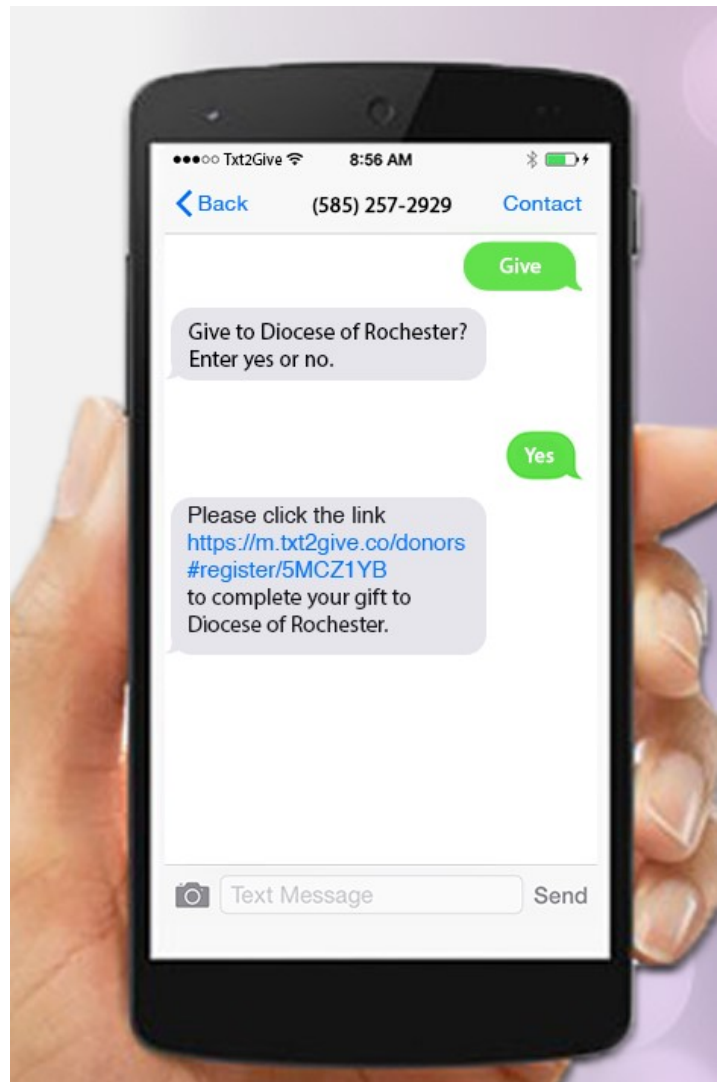 Txt2Give 8:56 AM
Back (585) 257-2929 Contact
Give
Give to Diocese of Rochester?
Enter yes or no.
Yes
Please click the link
https://m.txt2give.co/donors
#register/5MCZ1YB
to complete your gift to
Diocese of Rochester.
Text Message Send